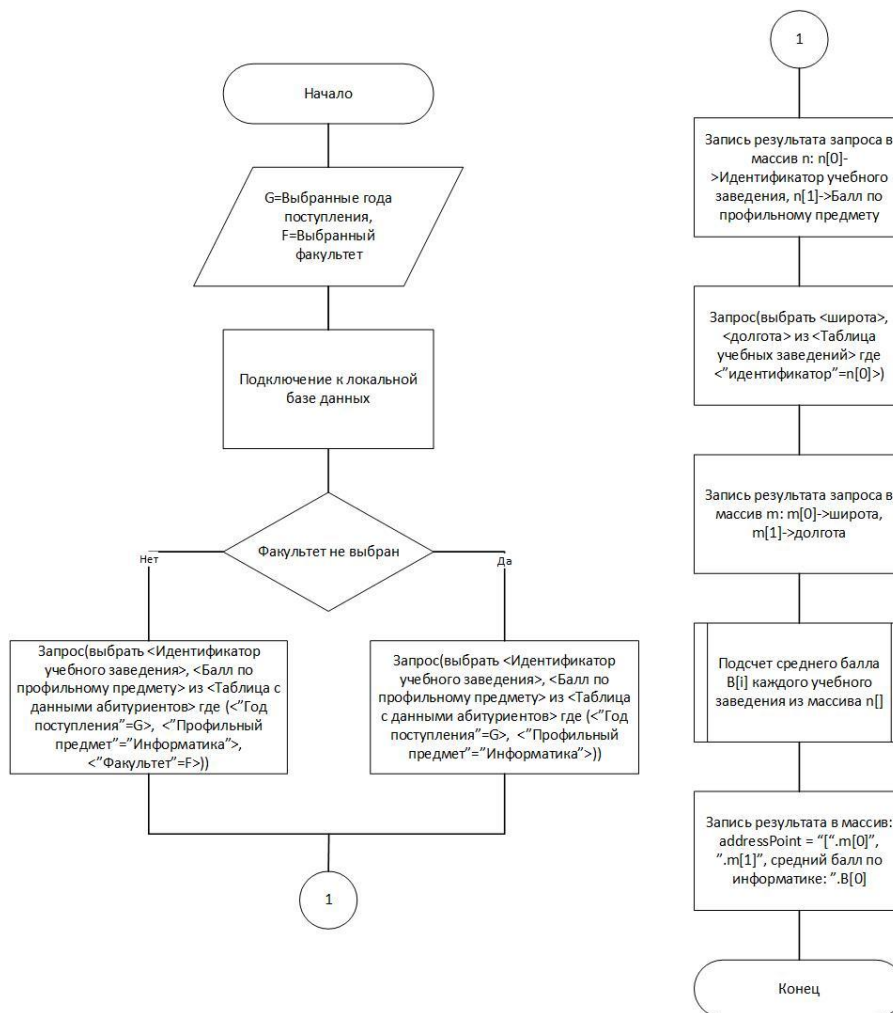 Начало
G=Выбранные года
поступления,
F=Выбранный
факультет
Подключение к локальной
базе данных
Факультет не выбран
Нет
Да
Запрос(выбрать <Идентификатор
учебного заведения>, <Балл по
профильному предмету> из <Таблица с
данными абитуриентов> где (<”Год
поступления”=G>, <”Профильный
предмет”=”Информатика”>,
<”Факультет”=F>))
Запрос(выбрать <Идентификатор
учебного заведения>, <Балл по
профильному предмету> из <Таблица
с данными абитуриентов> где (<”Год
поступления”=G>, <”Профильный
предмет”=”Информатика”>))
1
1
Запись результата запроса в
массив n: n[0]-
>Идентификатор учебного
заведения, n[1]->Балл по
профильному предмету
Запрос(выбрать <широта>,
<долгота> из <Таблица
учебных заведений> где
<”идентификатор”=n[0]>)
Запись результата запроса в
массив m: m[0]->широта,
m[1]->долгота
Подсчет среднего балла
B[i] каждого учебного
заведения из массива n[]
Запись результата в массив:
addressPoint = “[“.m[0]”,
”.m[1]”, средний балл по
информатике: ”.B[0]
Конец